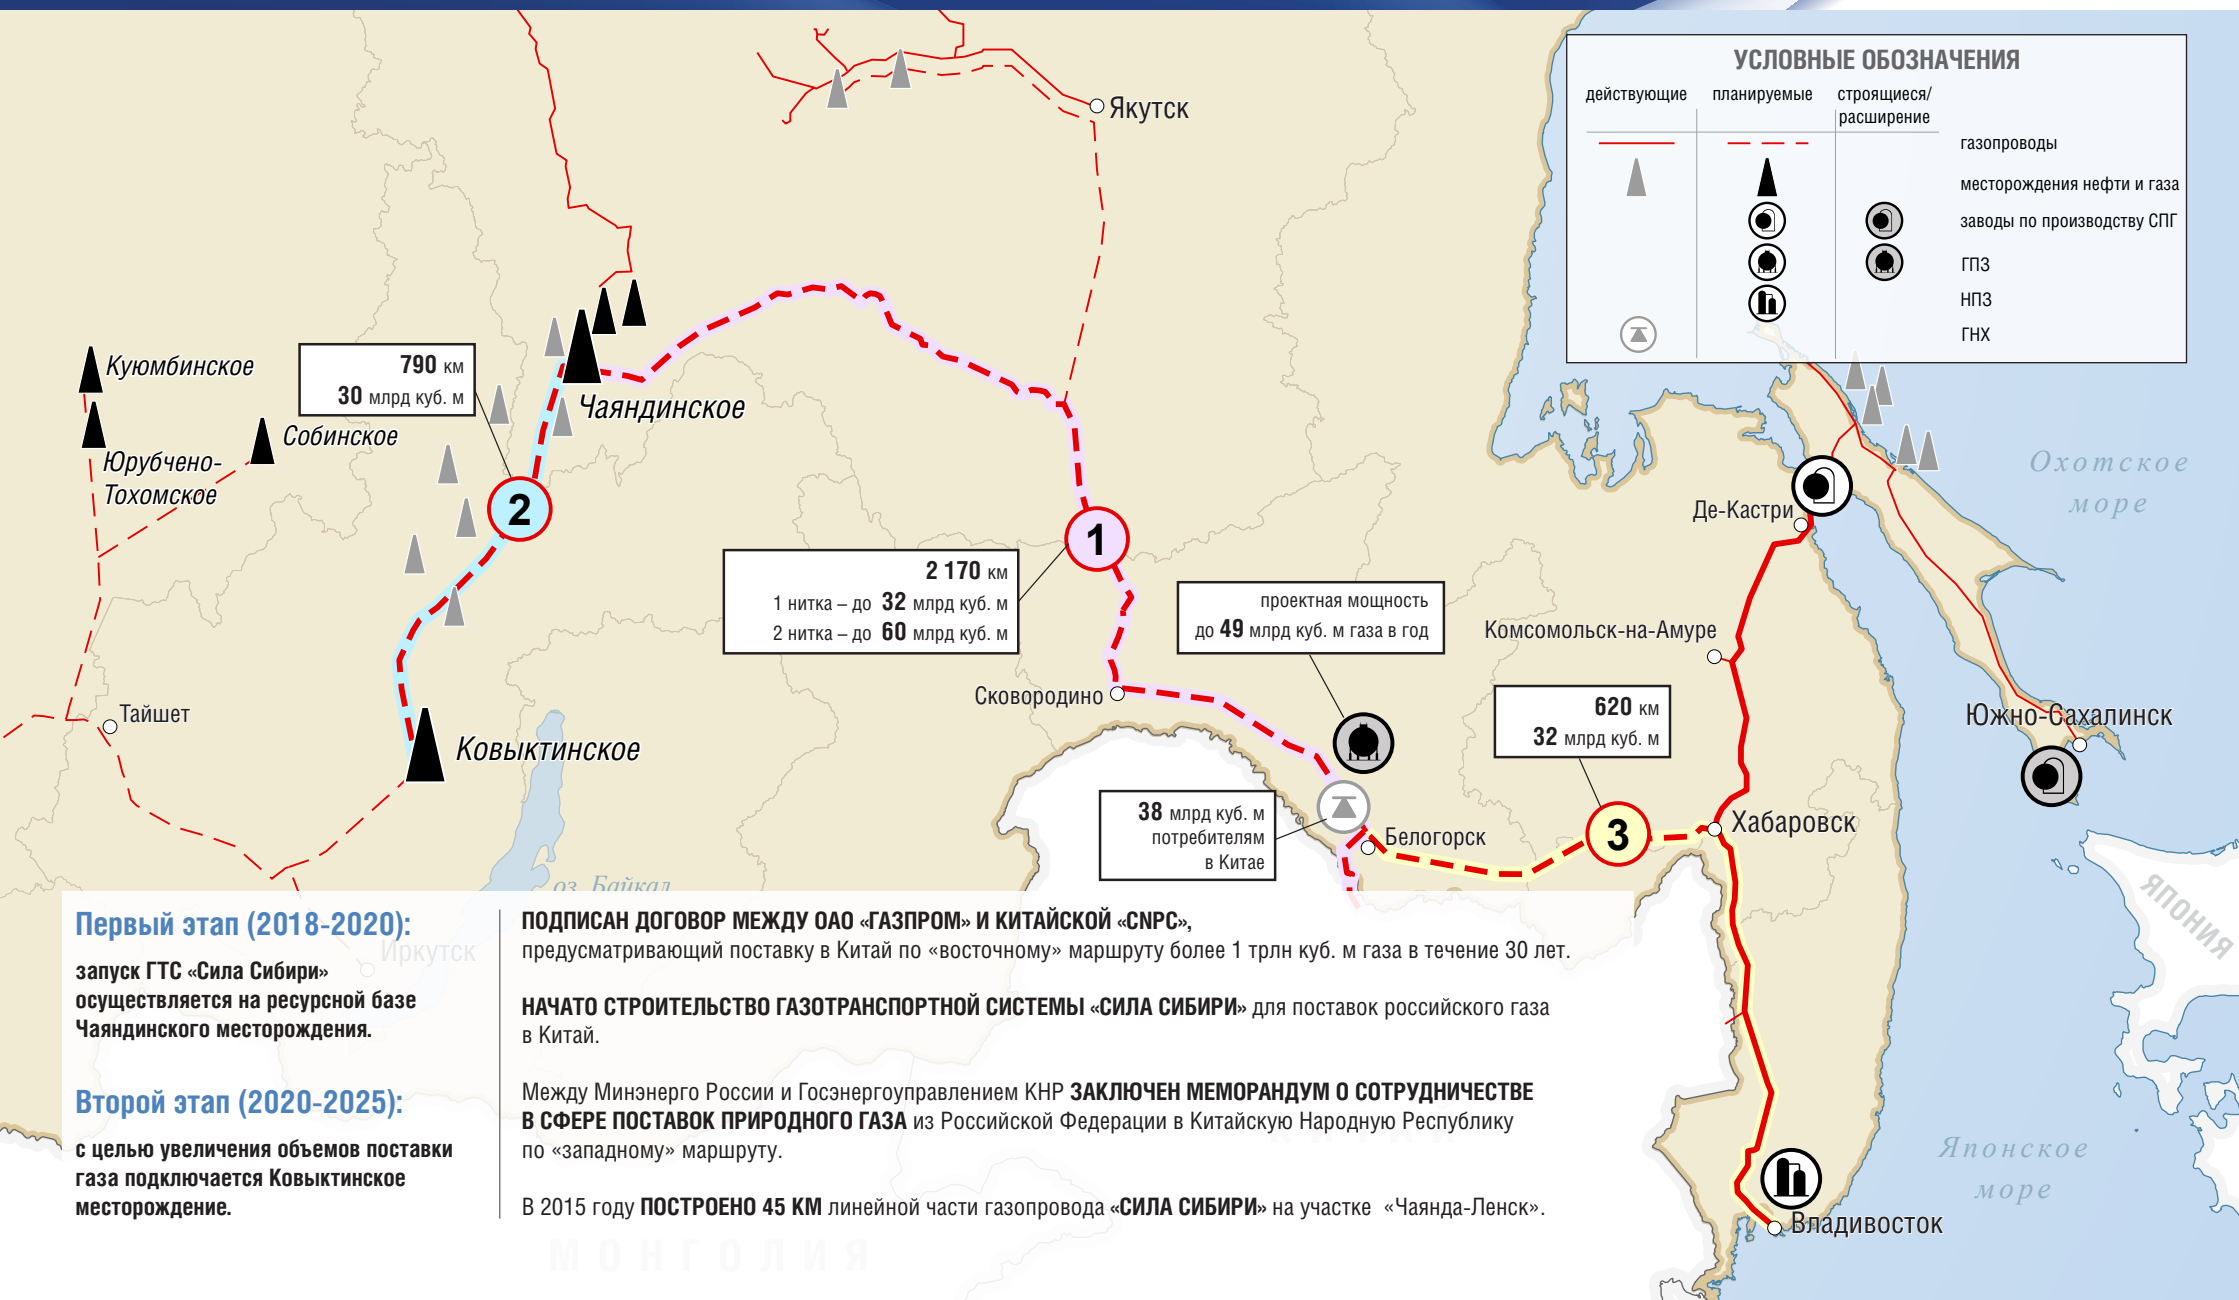 УСЛОВНЫЕ ОБОЗНАЧЕНИЯ
действующие
планируемые
строящиеся/
расширение
газопроводы
месторождения нефти и газа
заводы по производству СПГ
ГПЗ
НПЗ
ГНХ
Якутск
Куюмбинское
Юрубчено-
Тохомское
Собинское
790 км
30 млрд куб. м
Чаяндинское
2
1
2 170 км
1 нитка – до 32 млрд куб. м
2 нитка – до 60 млрд куб. м
проектная мощность
до 49 млрд куб. м газа в год
Охотское
море
Де-Кастри
Комсомольск-на-Амуре
Сковородино
620 км
32 млрд куб. м
Южно-Сахалинск
Тайшет
Ковыктинское
38 млрд куб. м
потребителям
в Китае
Белогорск
3
Хабаровск
оз. Байкал
ЯПОНИЯ
Иркутск
Первый этап (2018-2020):
запуск ГТС «Сила Сибири»
осуществляется на ресурсной базе
Чаяндинского месторождения.
Второй этап (2020-2025):
с целью увеличения объемов поставки
газа подключается Ковыктинское
месторождение.
ПОДПИСАН ДОГОВОР МЕЖДУ ОАО «ГАЗПРОМ» И КИТАЙСКОЙ «CNPC»,
предусматривающий поставку в Китай по «восточному» маршруту более 1 трлн куб. м газа в течение 30 лет.
НАЧАТО СТРОИТЕЛЬСТВО ГАЗОТРАНСПОРТНОЙ СИСТЕМЫ «СИЛА СИБИРИ» для поставок российского газа
в Китай.
Между Минэнерго России и Госэнергоуправлением КНР ЗАКЛЮЧЕН МЕМОРАНДУМ О СОТРУДНИЧЕСТВЕ
В СФЕРЕ ПОСТАВОК ПРИРОДНОГО ГАЗА из Российской Федерации в Китайскую Народную Республику
по «западному» маршруту.
В 2015 году ПОСТРОЕНО 45 КМ линейной части газопровода «СИЛА СИБИРИ» на участке «Чаянда-Ленск».
МОНГОЛИЯ
Японское
море
Владивосток